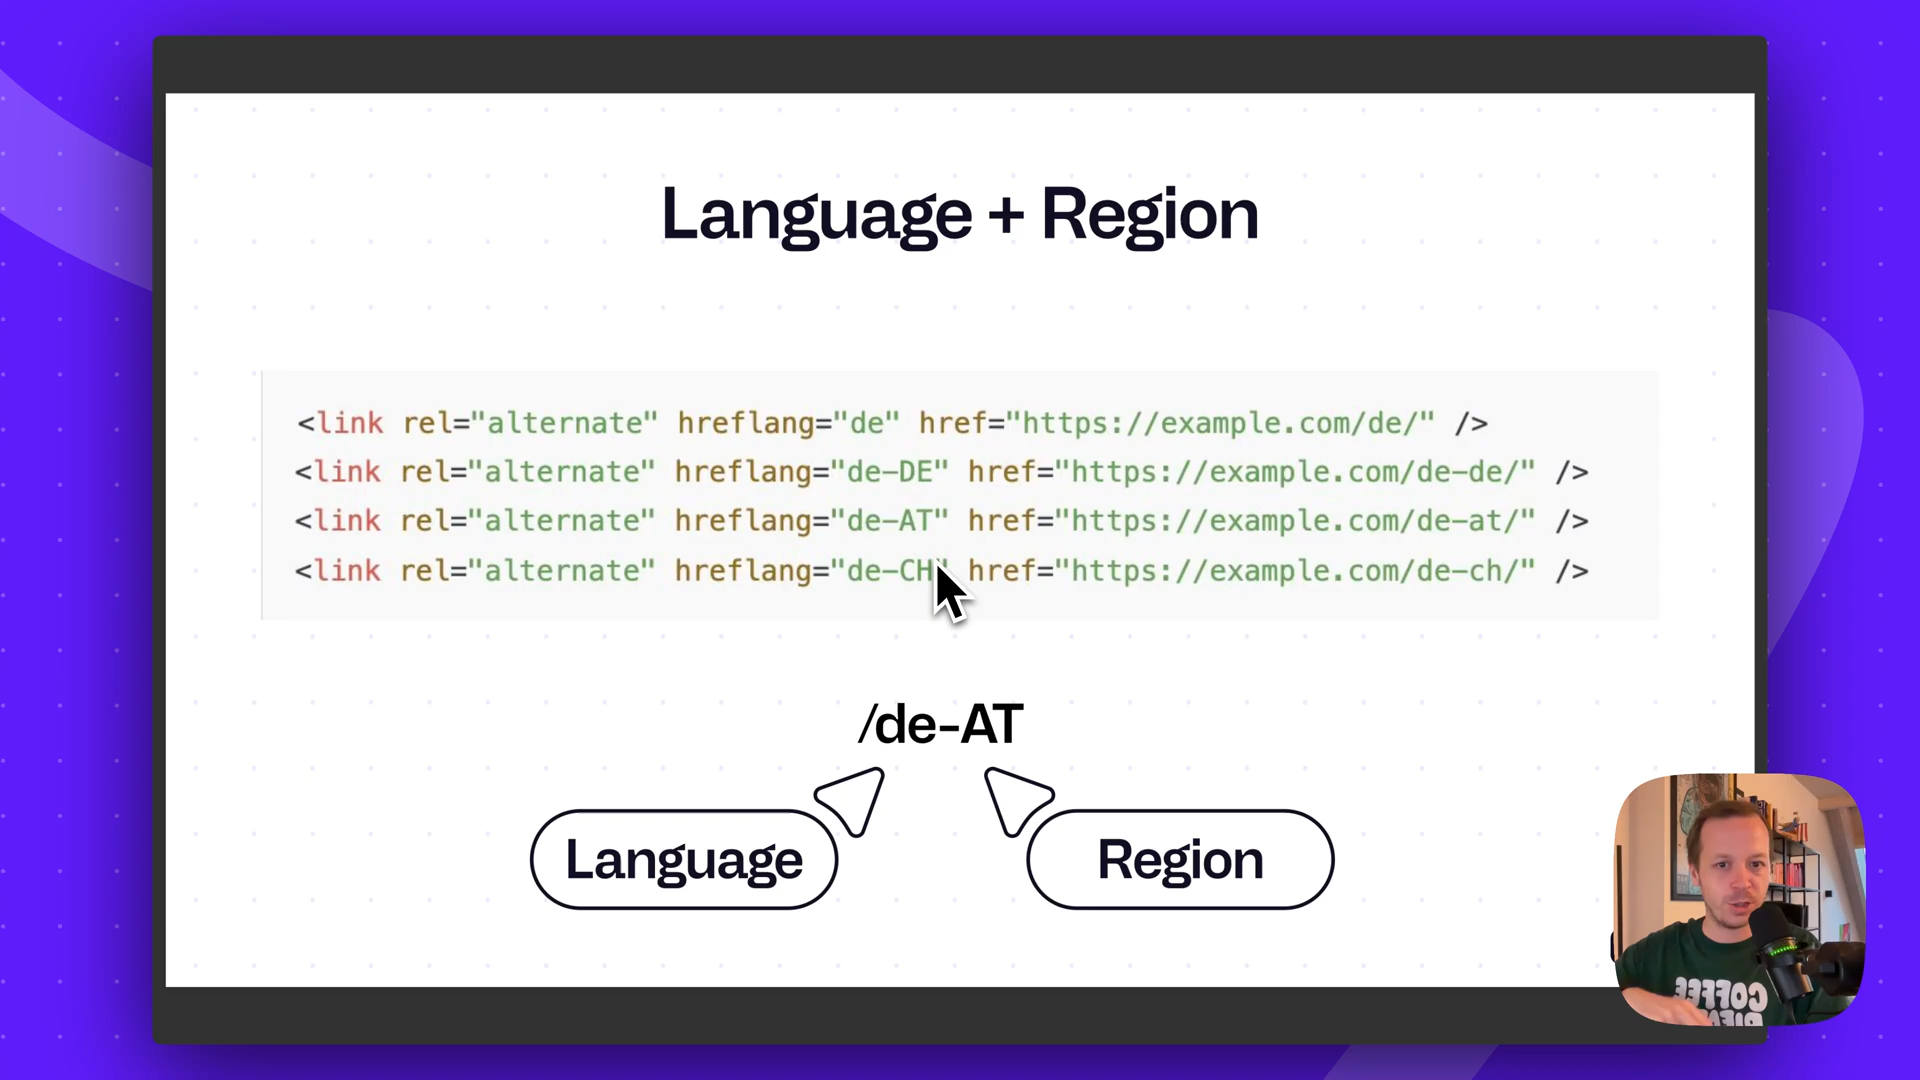 Language + Region
<link rel="alternate" hreflang="de" href="https://example.com/de/" />
<link rel="alternate" hreflang="de-DE" href="https://example.com/de-de/" />
<link rel="alternate" hreflang="de-AT" href="https://example.com/de-at/" />
<link rel="alternate" hreflang="de-CH" href="https://example.com/de-ch/" />
/de-AT
Language
Region
COFFEE